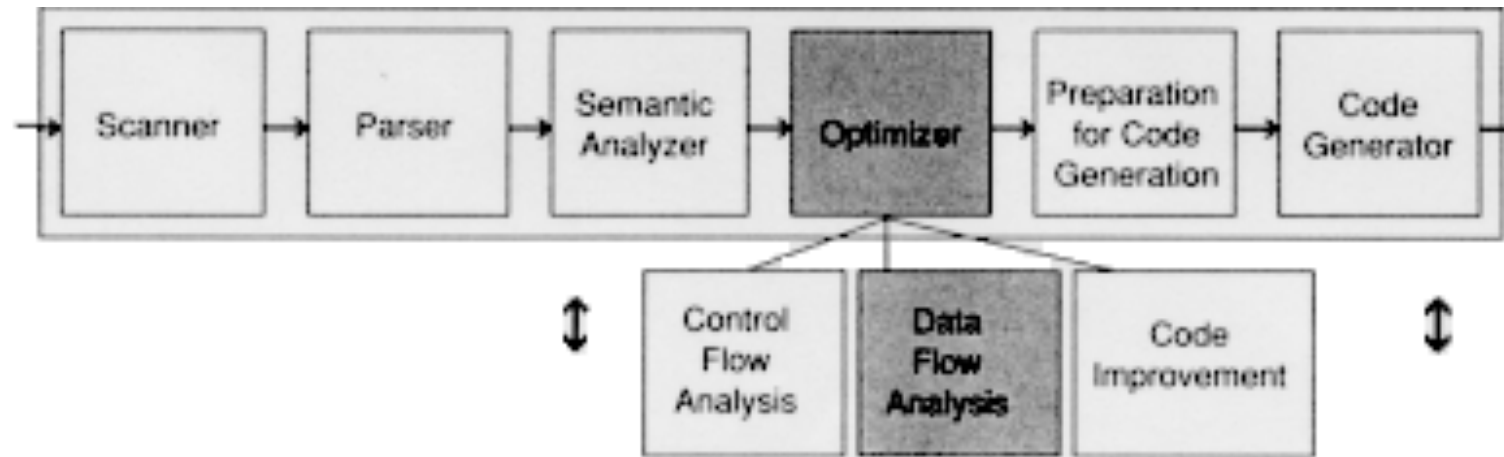 Scanner
Parser
Semantic
Analyzer
Optimizer
Preparation
for Code
Generation
Code
Generator
Control
Flow
Analysis
Data
Flow
Analysis
Code
Improvement